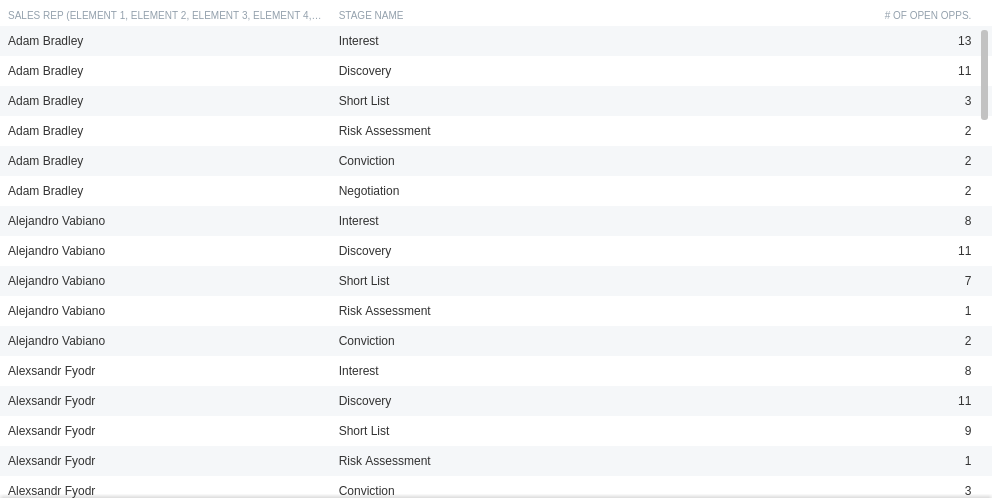 SALES REP (ELEMENT 1, ELEMENT 2, ELEMENT 3, ELEMENT 4,... STAGE NAME # OF OPEN OPPS.
Adam Bradley Interest 13
Adam Bradley Discovery 11
Adam Bradley Short List 3
Adam Bradley Risk Assessment 2
Adam Bradley Conviction 2
Adam Bradley Negotiation 2
Alejandro Vabiano Interest 8
Alejandro Vabiano Discovery 11
Alejandro Vabiano Short List 7
Alejandro Vabiano Risk Assessment 1
Alejandro Vabiano Conviction 2
Alexsandr Fyodr Interest 8
Alexsandr Fyodr Discovery 11
Alexsandr Fyodr Short List 9
Alexsandr Fyodr Risk Assessment 1
Alexsandr Fyodr Conviction 3